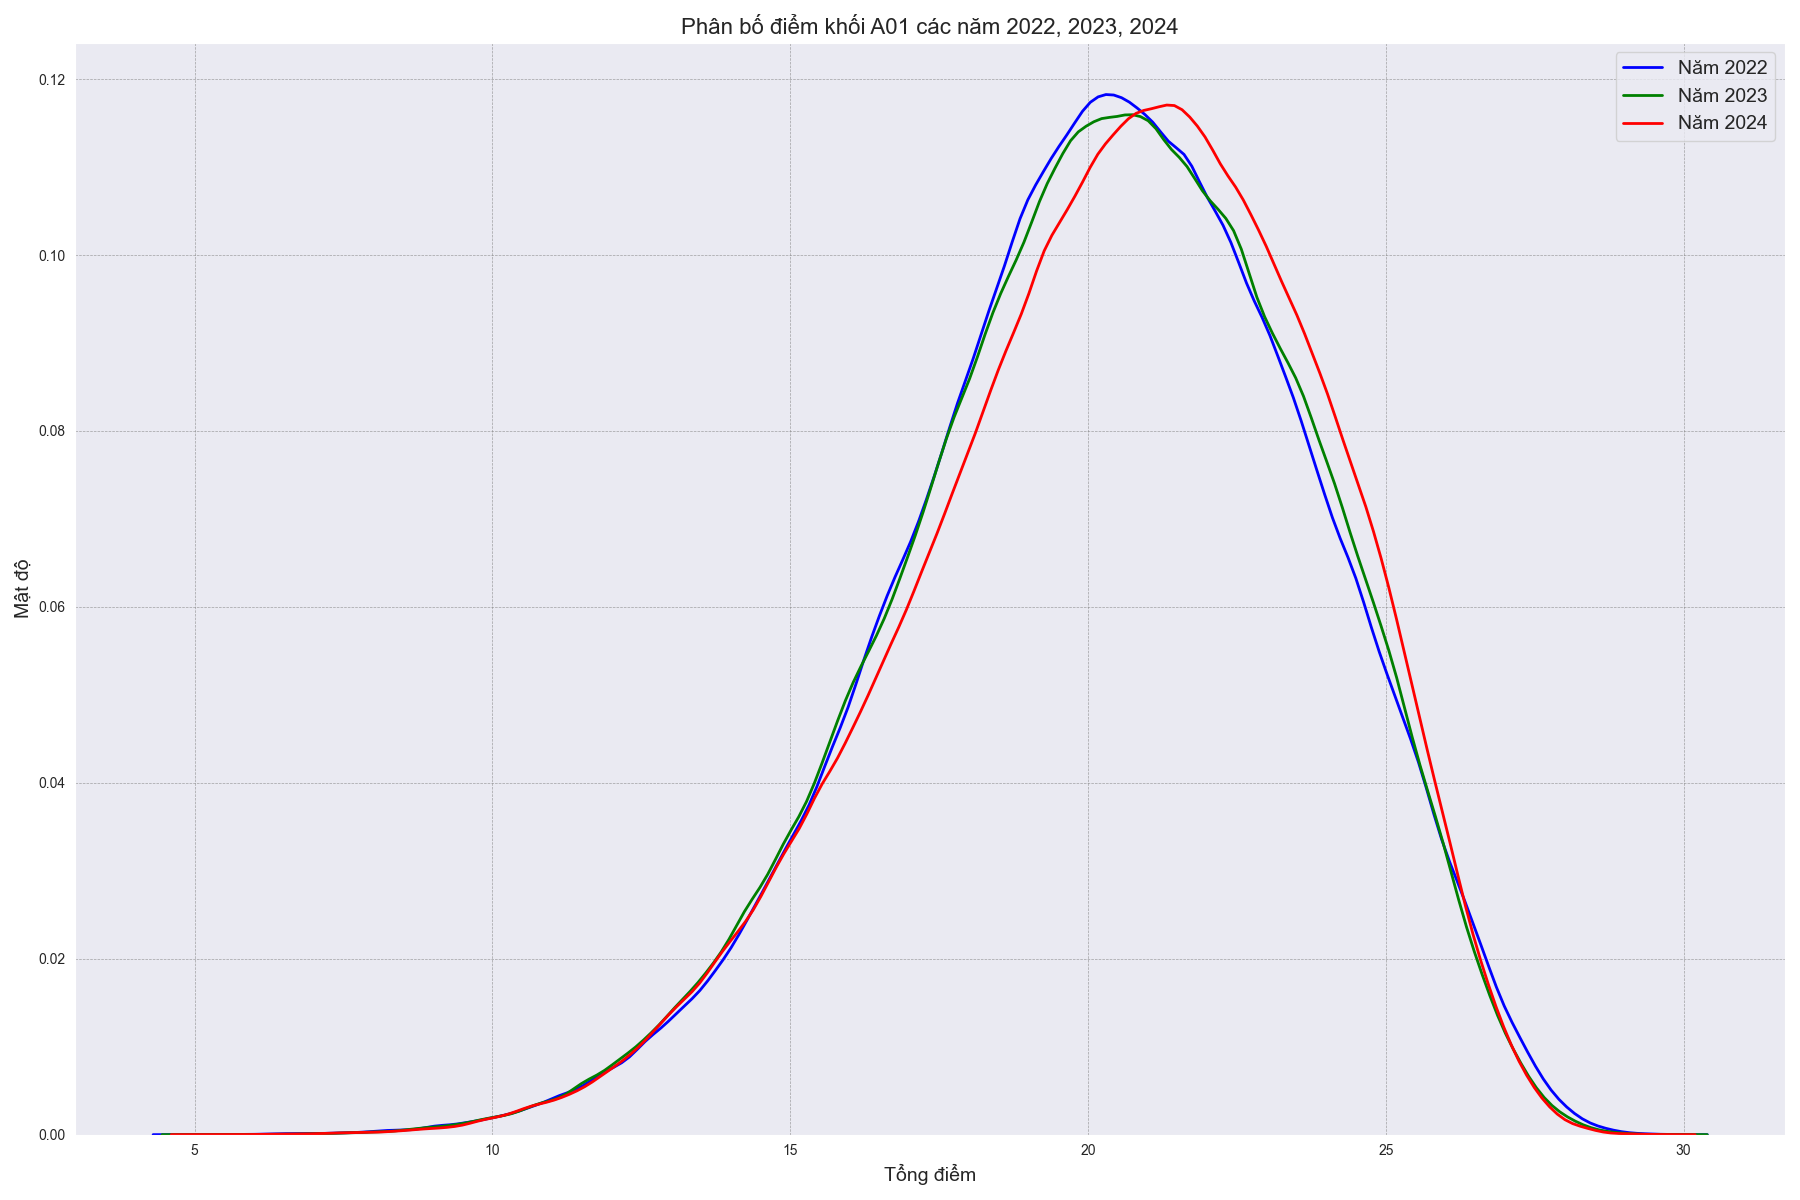 Phân bố điểm khối A01 các năm 2022, 2023, 2024
Năm 2022
Năm 2023
Năm 2024
Mật độ
0.12
0.10
0.08
0.06
0.04
0.02
0.00
5
10
15
20
25
30
Tổng điểm